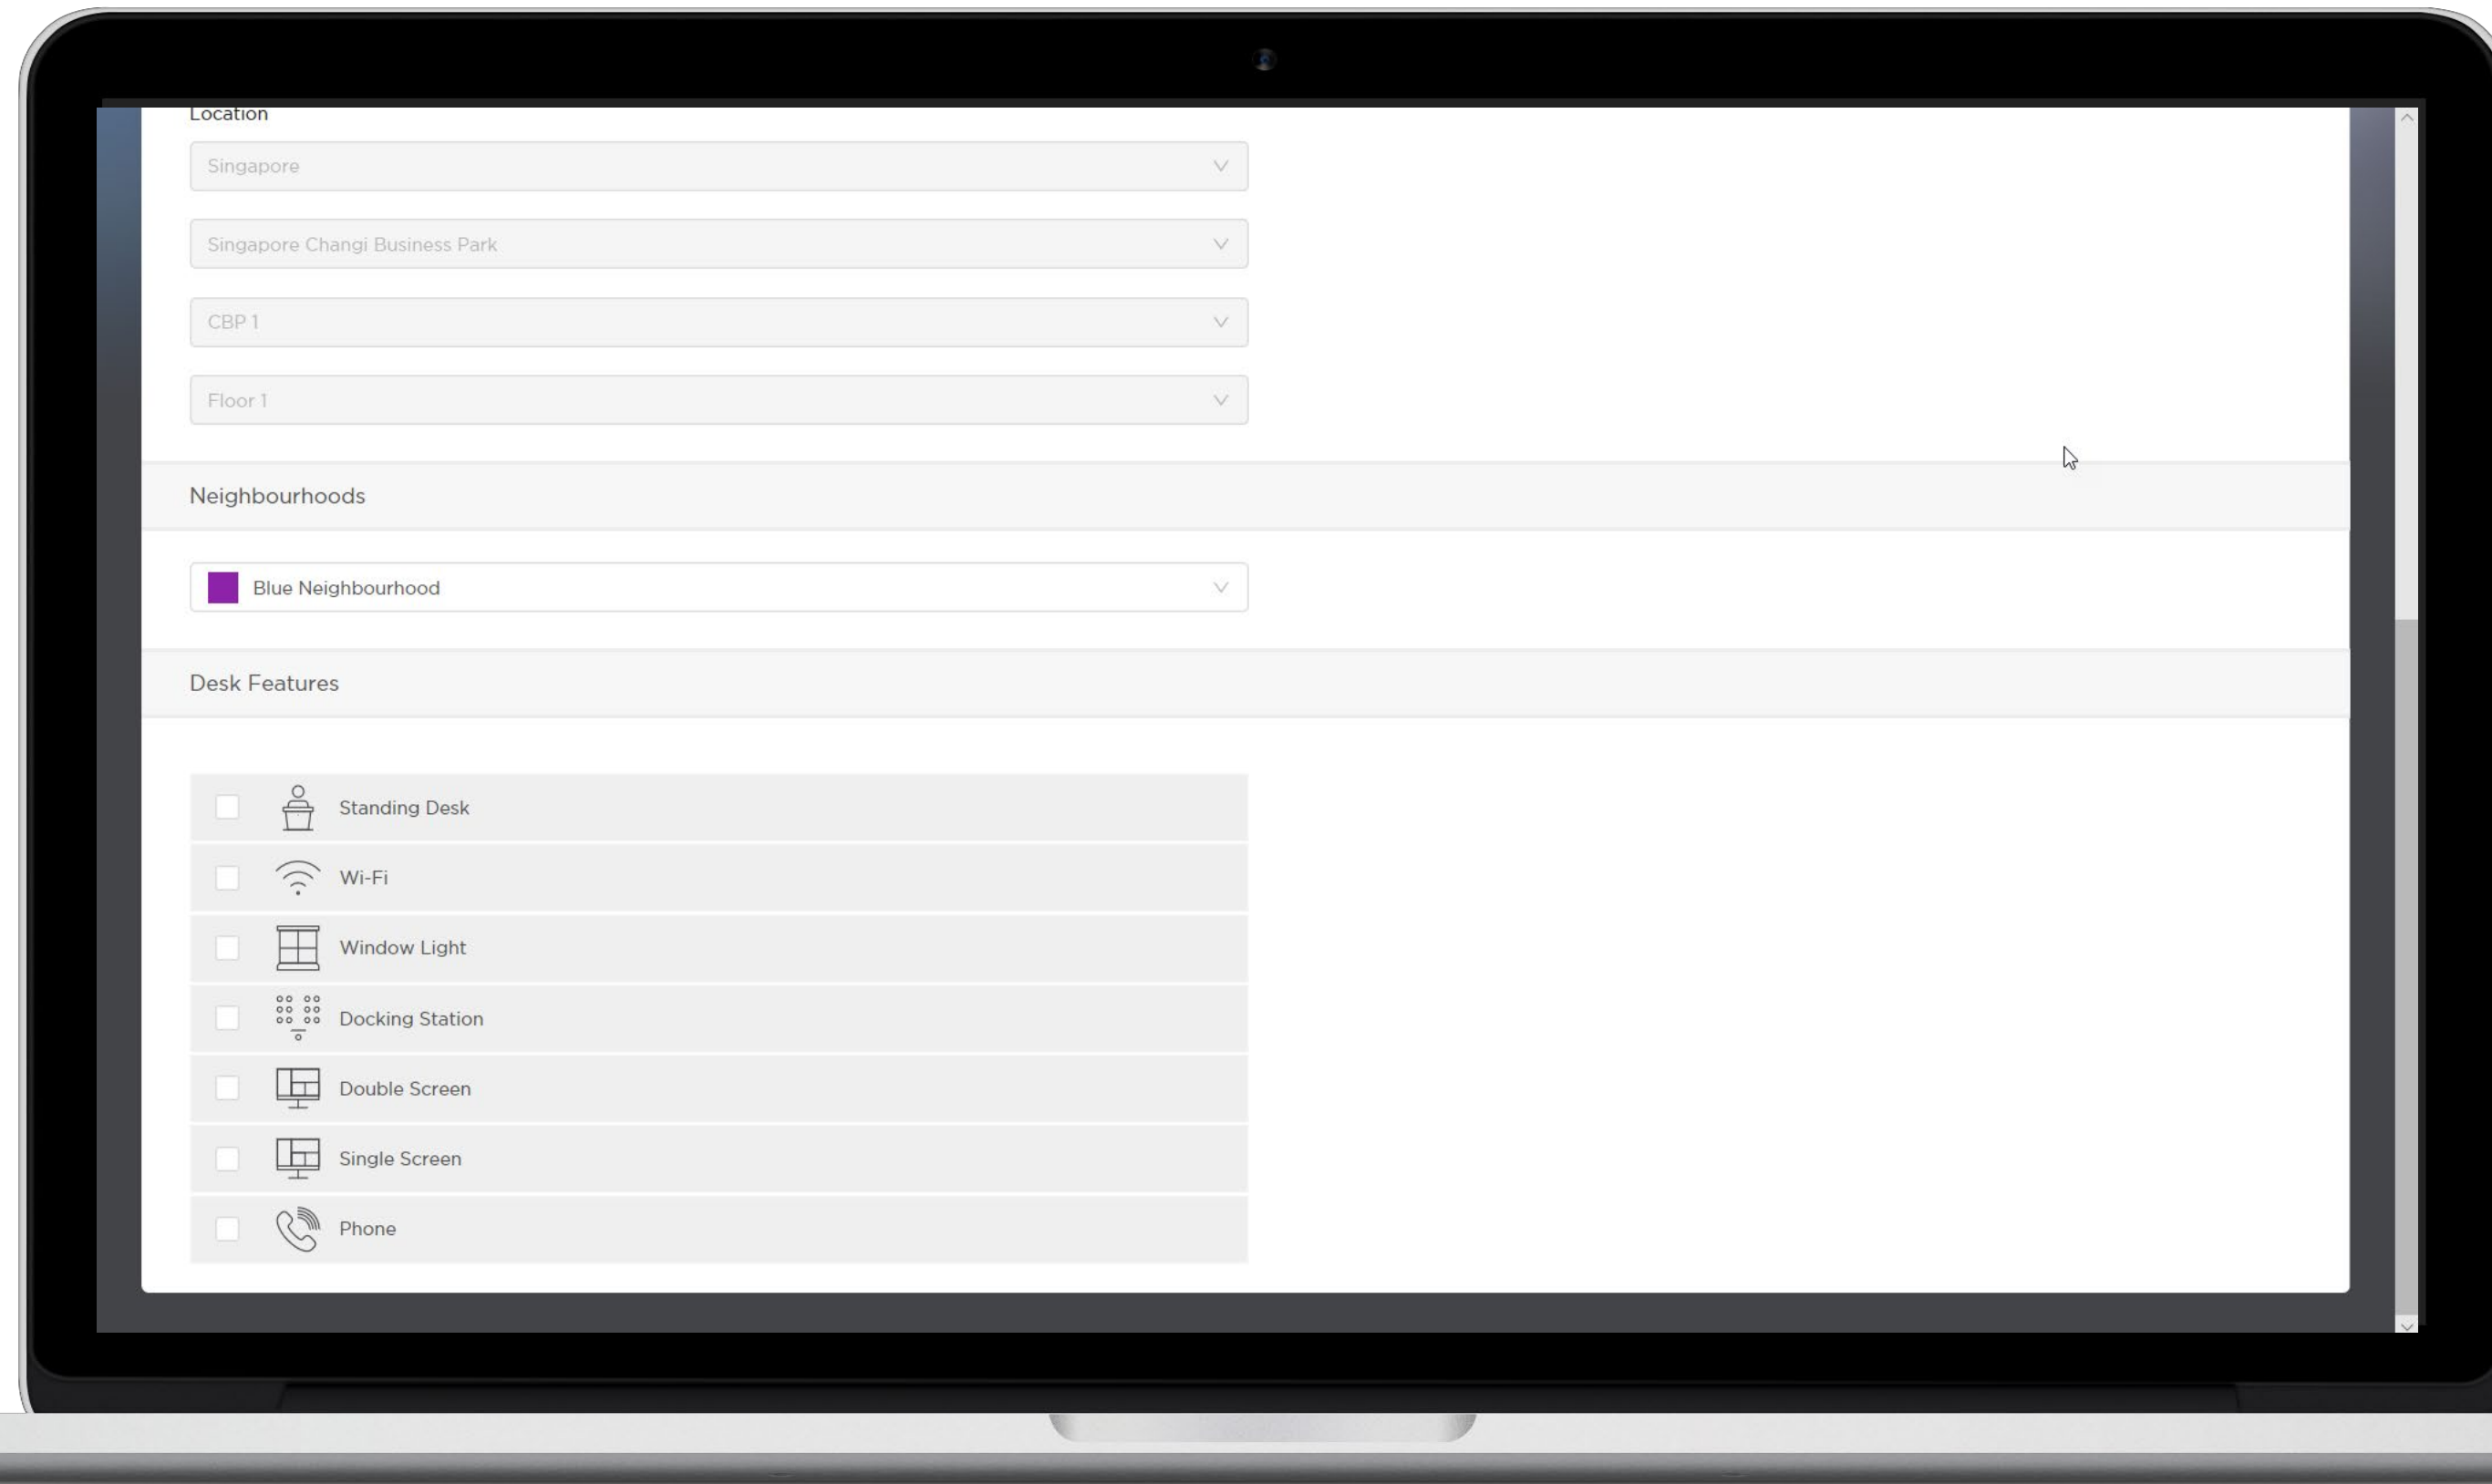 Location
Singapore
Singapore Changi Business Park
CBP 1
Floor 1
Neighbourhoods
Blue Neighbourhood
Desk Features
Standing Desk
Wi-Fi
Window Light
Docking Station
Double Screen
Single Screen
Phone